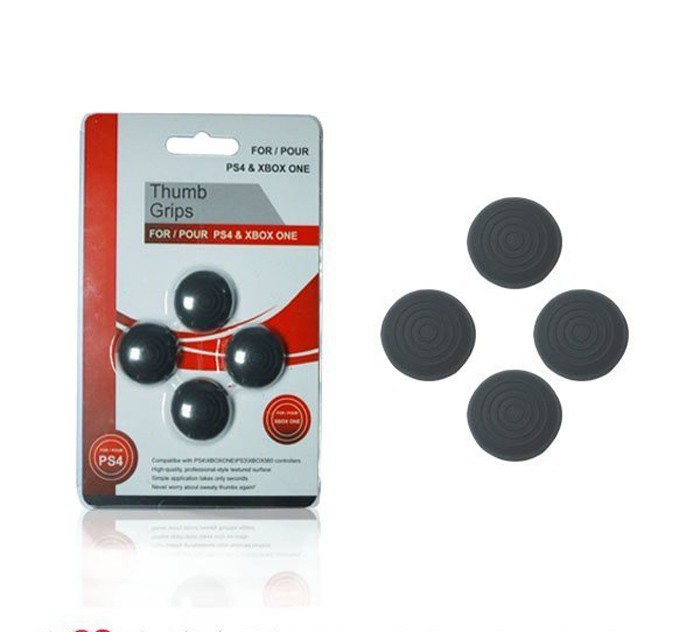 FOR / POUR
PS4 & XBOX ONE
Thumb
Grips
FOR / POUR PS4 & XBOX ONE
FOR / POUR
XBOX ONE
FOR / POUR
PS4
Compatible with PS4\XBOXONE\PS3\XBOX360 controllers
High-quality, professional-style textured surface
Simple application takes only seconds
Never worry about sweaty thumbs again!